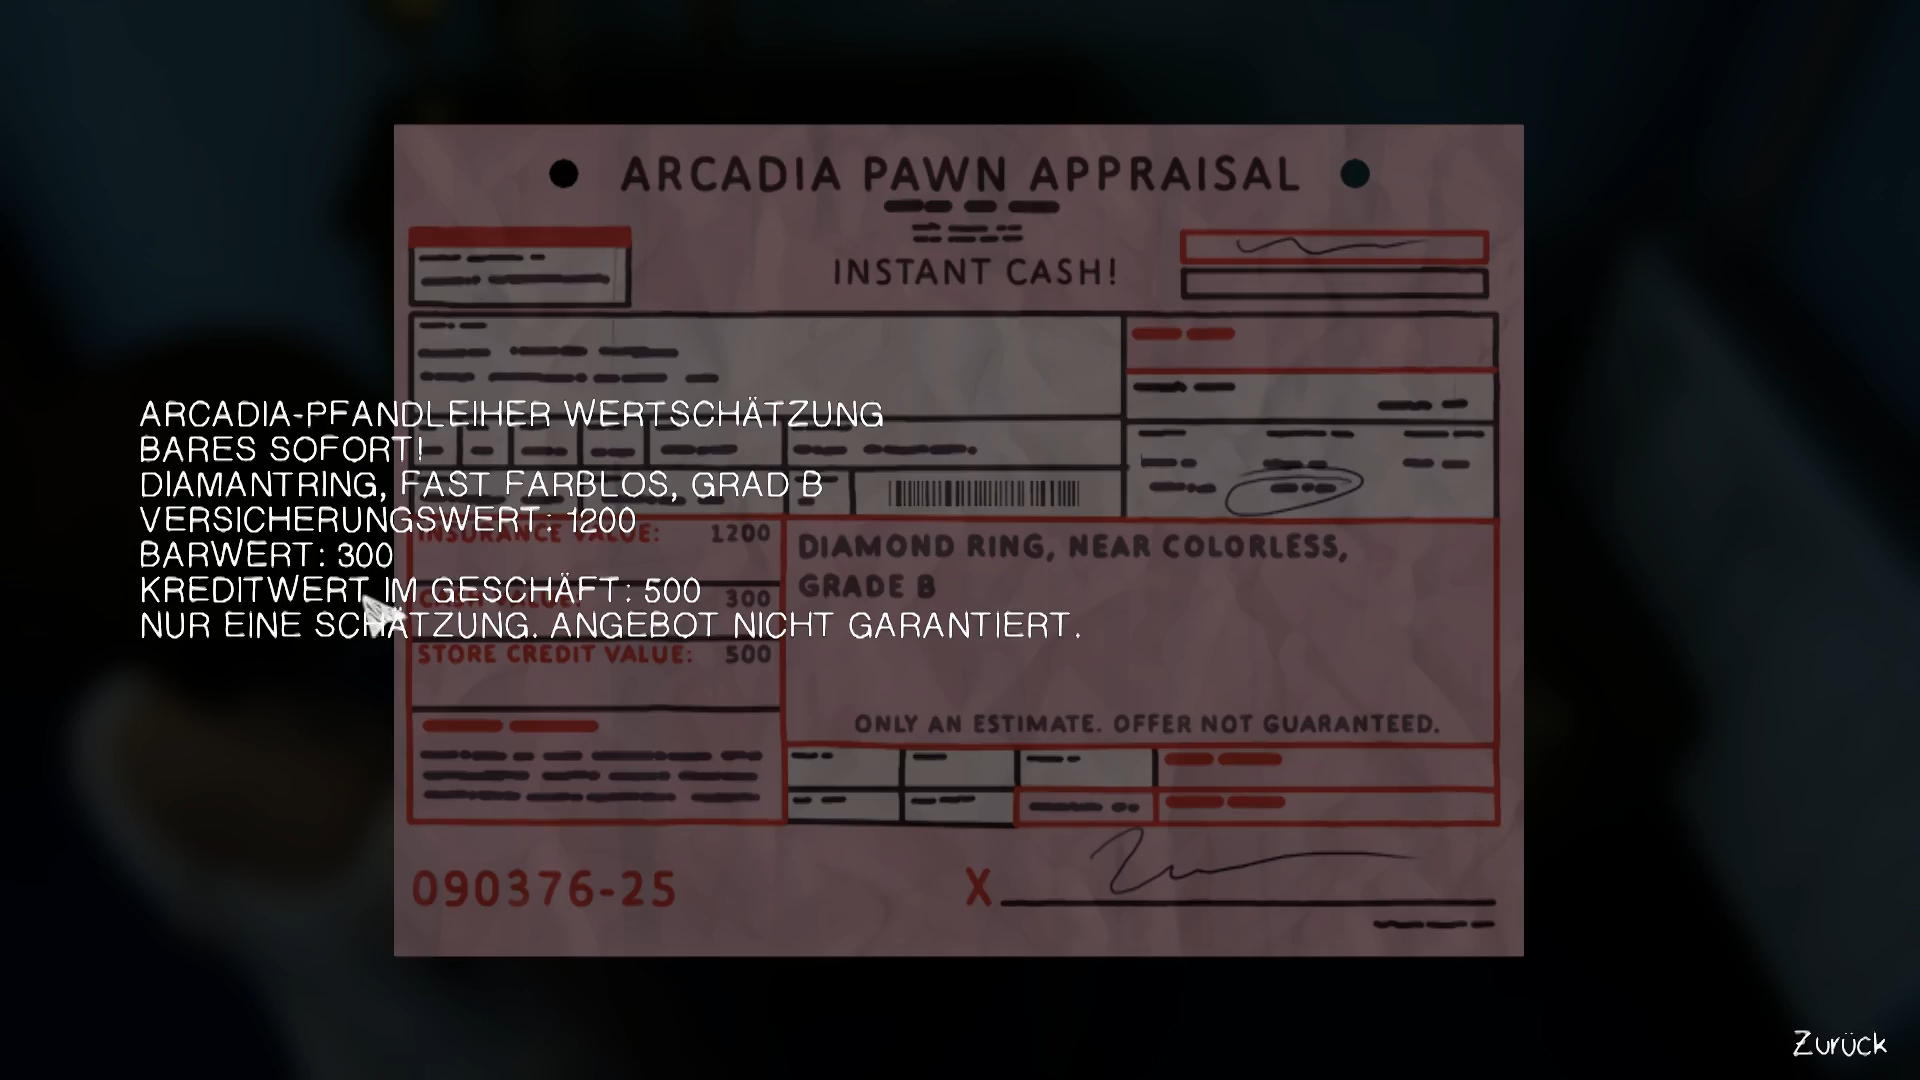 ARCADIA PAWN APPRAISAL
INSTANT CASH!
ARCADIA-PFANDLEIHER WERTSCHÄTZUNG
BARES SOFORT!
DIAMANTRING, FAST FARBLOS, GRAD B
VERSICHERUNGSWERT: 1200
BARWERT: 300
KREDITWERT IM GESCHÄFT: 500
NUR EINE SCHÄTZUNG. ANGEBOT NICHT GARANTIERT.
INSURANCE VALUE: 1200
CASH VALUE: 300
STORE CREDIT VALUE: 500
DIAMOND RING, NEAR COLORLESS,
GRADE B
ONLY AN ESTIMATE. OFFER NOT GUARANTEED.
090376-25
X
Zurück